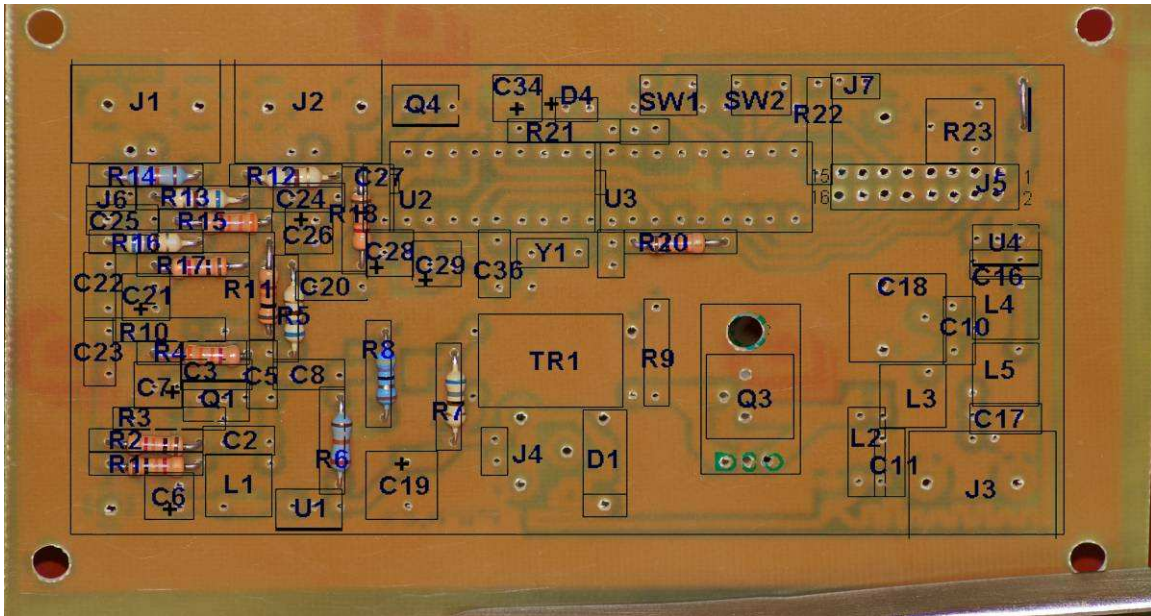 J1 J2 Q4 C34 D4 SW1 SW2 R22 J7
R21 R23
R14 R12 C27 15 J5 1
J6 R13 C24 R18 U2 U3 16 2
C25 R15 C26
R16 C28 C29 C36 Y1 R20 U4
R17 C16
C22 C21 R11 R5 C20 C18 L4
R10 C10
C23 R4 R8 TR1 R9 L5
C3 C5 C8
C7 Q1 R7 Q3 L3
R3 C17
R2 C2 L2
R1 R6 J4 D1 C11
C6 L1 U1 C19 J3